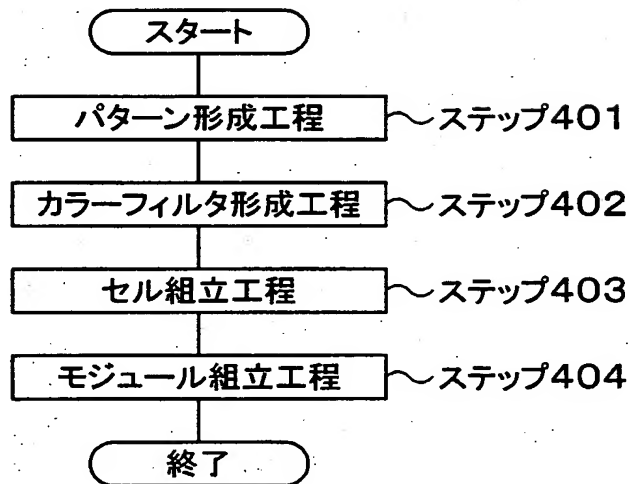 スタート
パターン形成工程 ステップ401
カラーフィルタ形成工程 ステップ402
セル組立工程 ステップ403
モジュール組立工程 ステップ404
終了